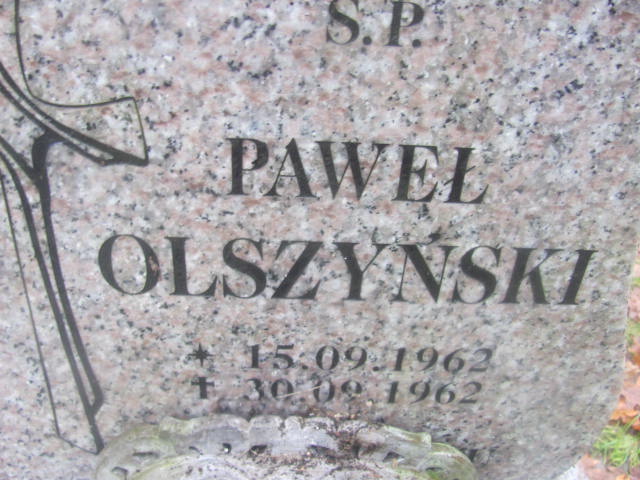 Ś.P.
PAWEŁ
OLSZYŃSKI
* 15.09.1962
✝ 30.09.1962